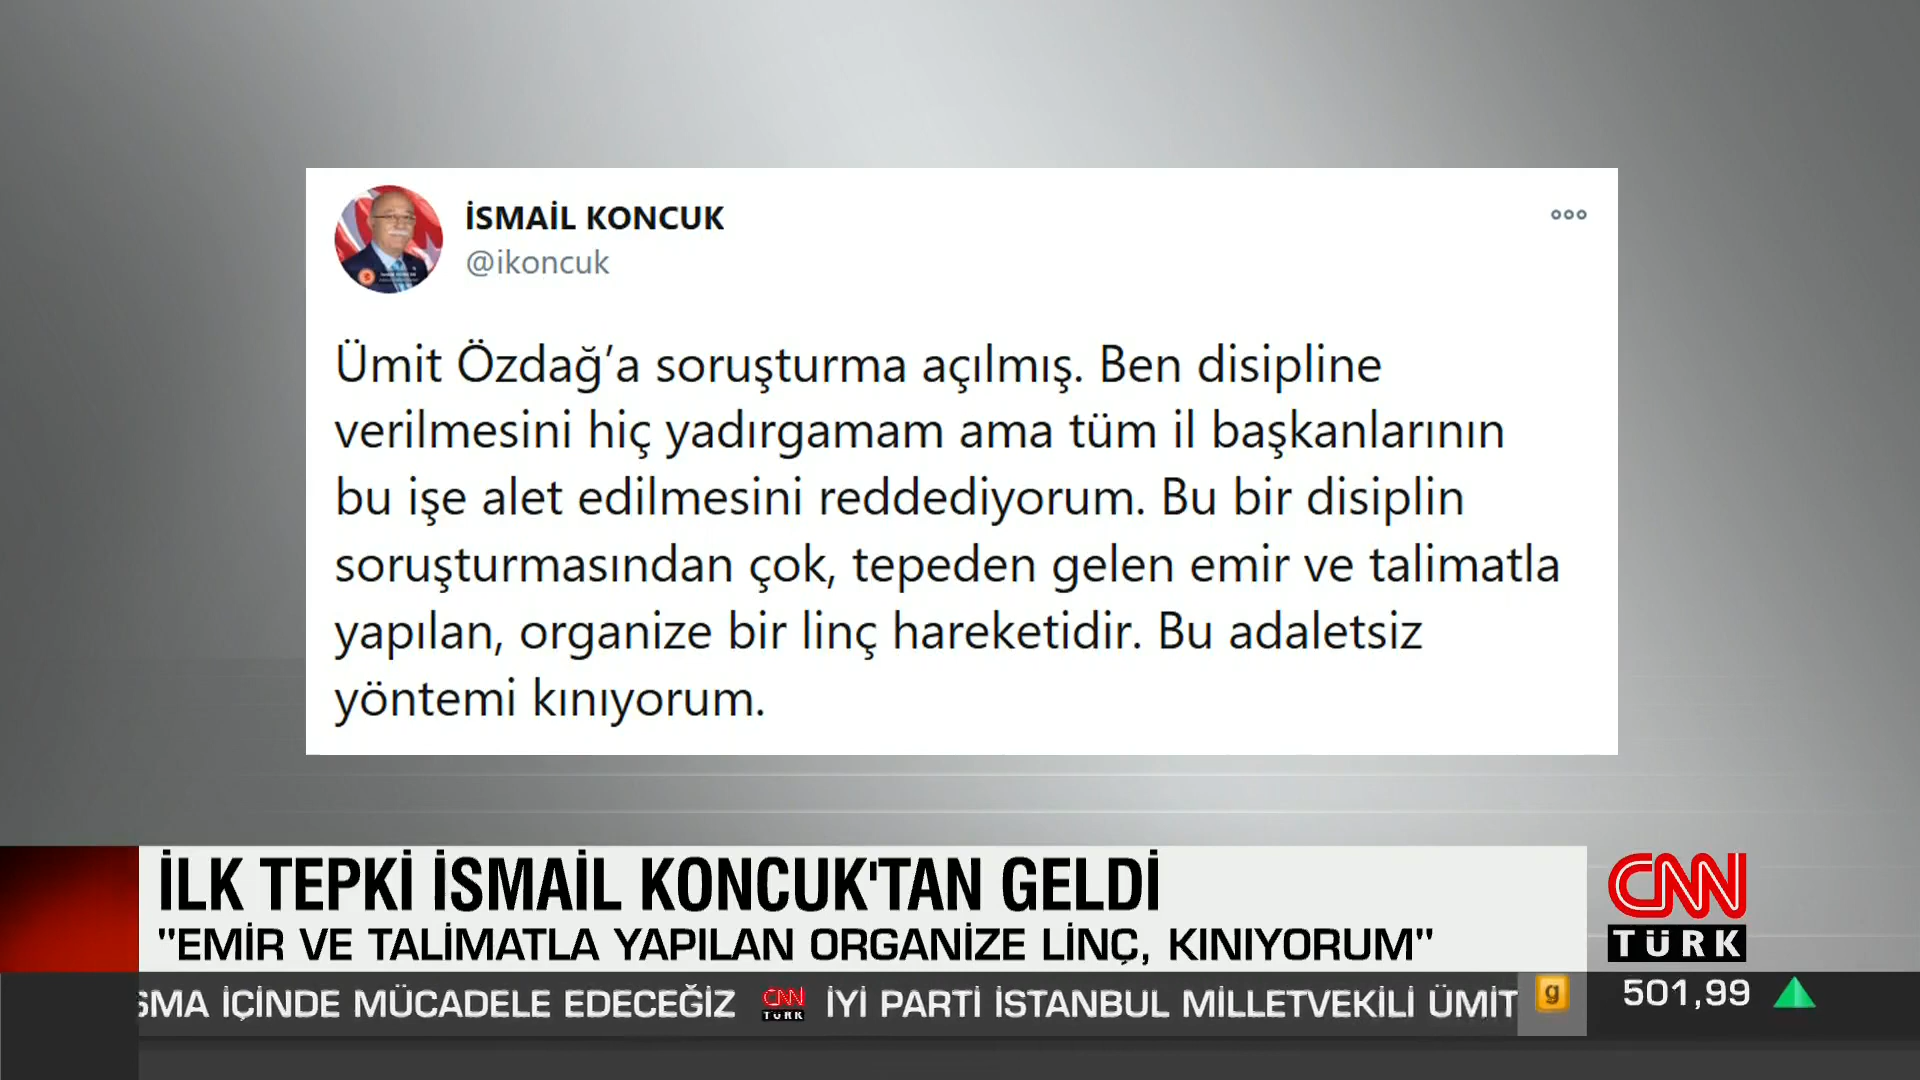 İSMAİL KONCUK
@ikoncuk
Ümit Özdağ’a soruşturma açılmış. Ben disipline
verilmesini hiç yadırgamam ama tüm il başkanlarının
bu işe alet edilmesini reddediyorum. Bu bir disiplin
soruşturmasından çok, tepeden gelen emir ve talimatla
yapılan, organize bir linç hareketidir. Bu adaletsiz
yöntemi kınıyorum.
İLK TEPKİ İSMAİL KONCUK'TAN GELDİ
"EMİR VE TALİMATLA YAPILAN ORGANİZE LİNÇ, KINIYORUM"
CNN
TÜRK
SMA İÇİNDE MÜCADELE EDECEĞİZ CNN TÜRK İYİ PARTİ İSTANBUL MİLLETVEKİLİ ÜMİT g 501,99